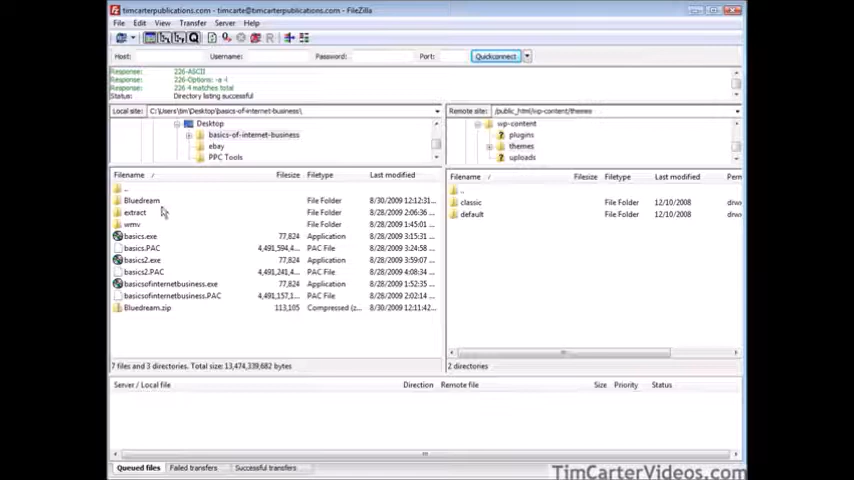 timcarterpublications.com - timcarte@timcarterpublications.com - FileZilla
File Edit View Transfer Server Help
Host: Username: Password: Port: Quickconnect
Response: 226-ASCII
Response: 226-Options: -a -l
Response: 226 4 matches total
Status: Directory listing successful
Local site: C:\Users\tim\Desktop\basics-of-internet-business\
Desktop
basics-of-internet-business
ebay
PPC Tools
Remote site: /public_html/wp-content/themes
wp-content
plugins
themes
uploads
Filename Filesize Filetype Last modified
..
Bluedream File Folder 8/30/2009 12:12:31...
extract File Folder 8/28/2009 2:06:36 ...
wmv File Folder 8/28/2009 1:45:01 ...
basics.exe 77,824 Application 8/28/2009 3:15:31 ...
basics.PAC 4,491,594,4... PAC File 8/28/2009 3:24:58 ...
basics2.exe 77,824 Application 8/28/2009 3:59:07 ...
basics2.PAC 4,491,241,4... PAC File 8/28/2009 4:08:34 ...
basicsofinternetbusiness.exe 77,824 Application 8/28/2009 1:52:35 ...
basicsofinternetbusiness.PAC 4,491,157,1... PAC File 8/28/2009 2:02:14 ...
Bluedream.zip 113,105 Compressed (z... 8/30/2009 12:11:42...
7 files and 3 directories. Total size: 13,474,339,682 bytes
Filename Filesize Filetype Last modified Perm
..
classic File Folder 12/10/2008 drw
default File Folder 12/10/2008 drw
2 directories
Server / Local file Direction Remote file Size Priority Status
Queued files Failed transfers Successful transfers
TimCarterVideos.com